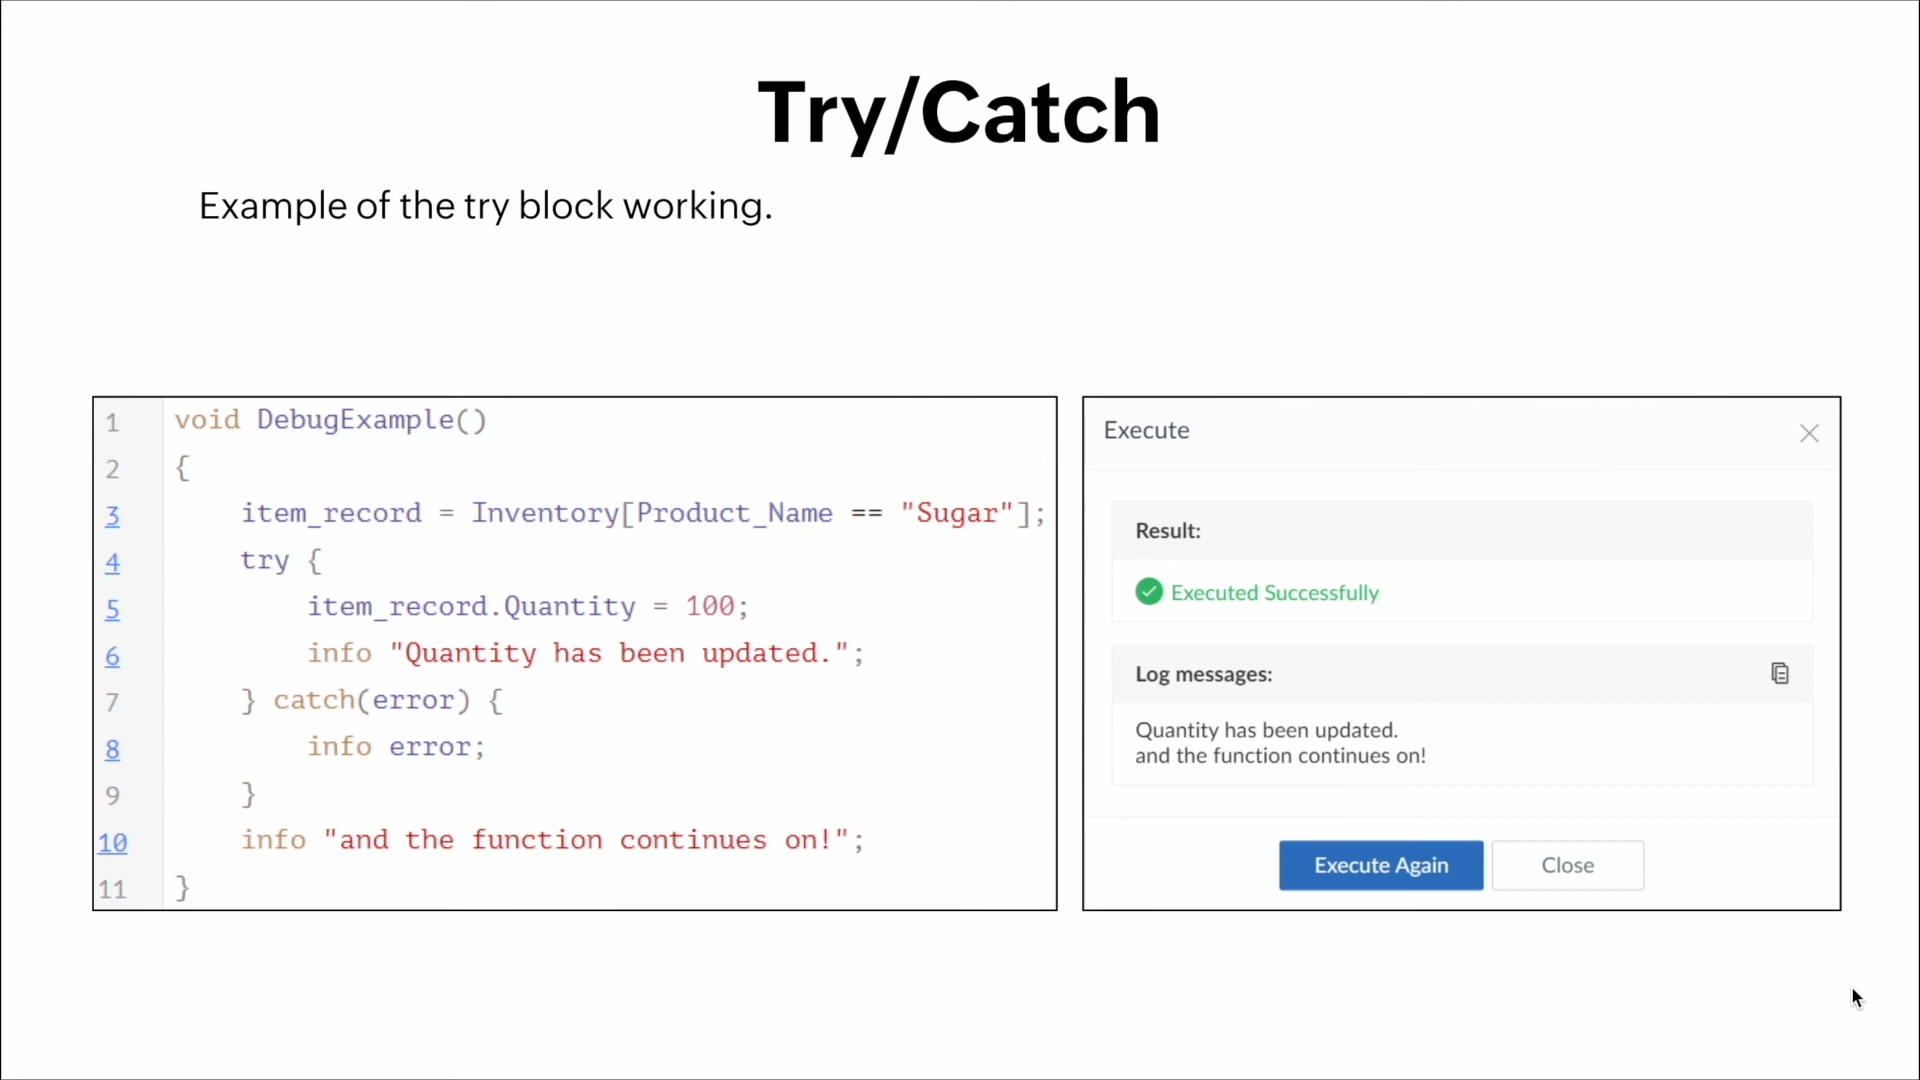 Try/Catch
Example of the try block working.
1 void DebugExample()
2 {
3 item_record = Inventory[Product_Name == "Sugar"];
4 try {
5 item_record.Quantity = 100;
6 info "Quantity has been updated.";
7 } catch(error) {
8 info error;
9 }
10 info "and the function continues on!";
11 }
Execute
Result:
Executed Successfully
Log messages:
Quantity has been updated.
and the function continues on!
Execute Again Close